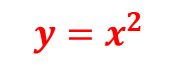 y = x²